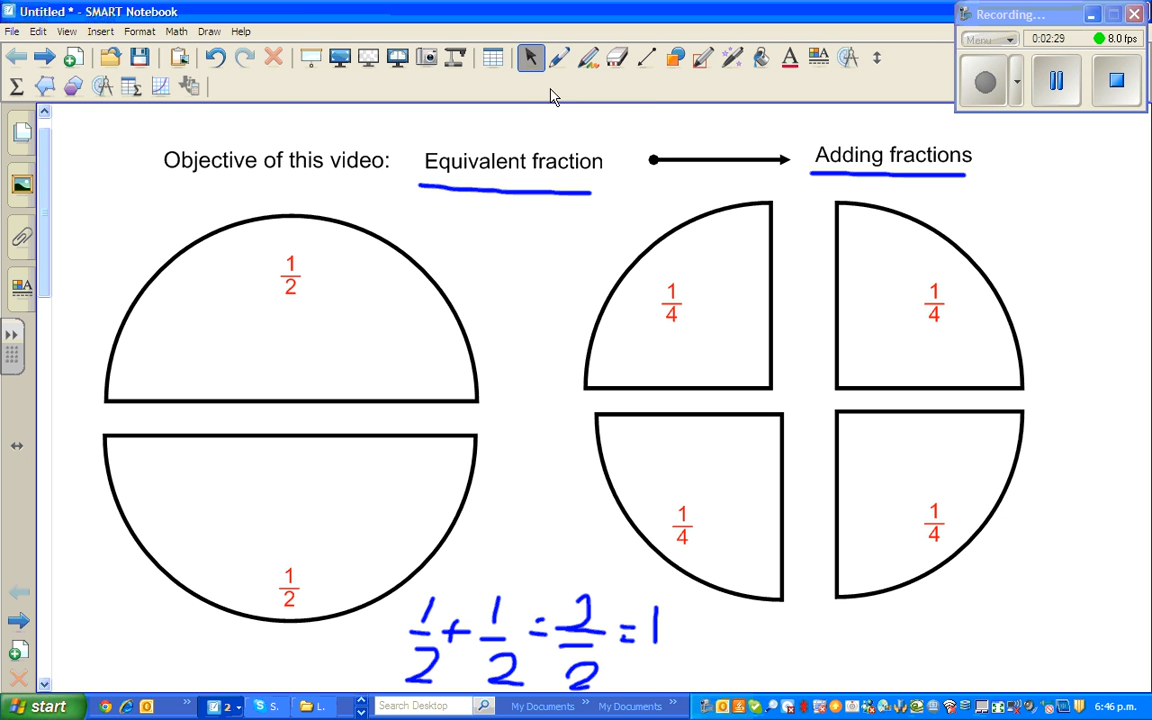 Untitled * - SMART Notebook
Recording...
File Edit View Insert Format Math Draw Help
Menu 0:02:29 8.0 fps
Objective of this video: Equivalent fraction Adding fractions
1/2
1/4 1/4
1/4 1/4
1/2
1/2 + 1/2 = 2/2 = 1
start 2 S. L. Search Desktop My Documents » My Documents » 6:46 p.m.